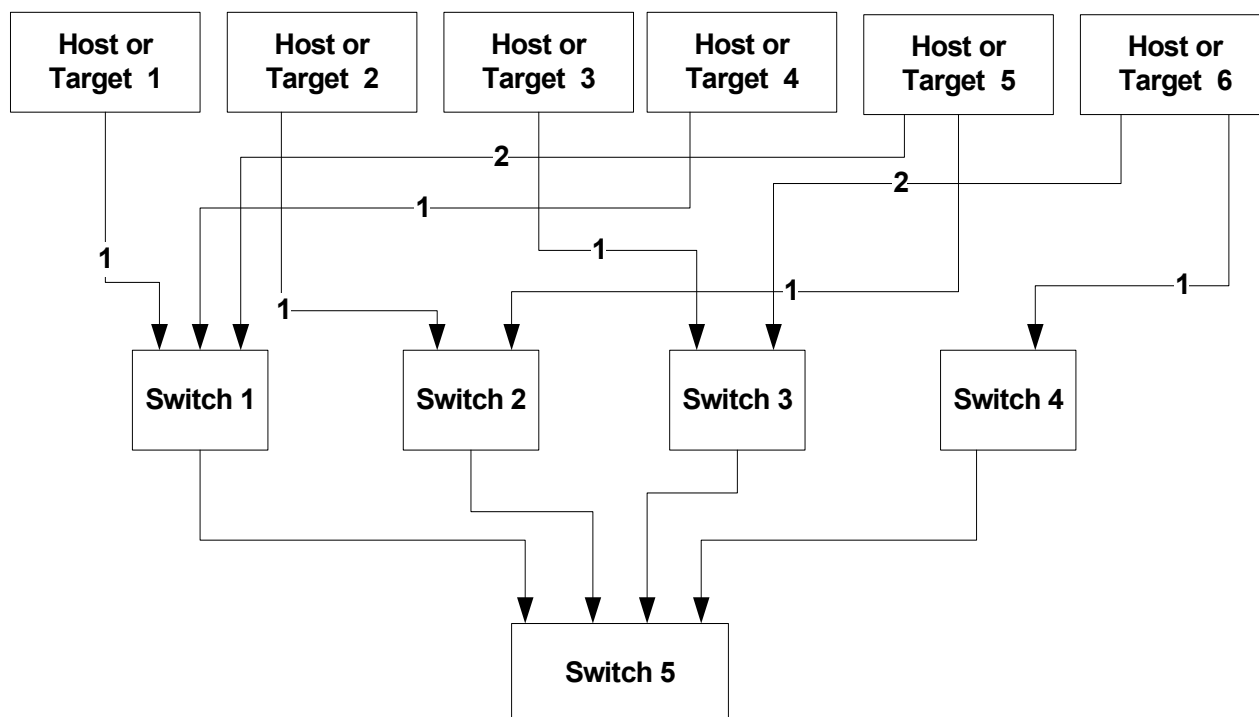 Host or
Target 1
Host or
Target 2
Host or
Target 3
Host or
Target 4
Host or
Target 5
Host or
Target 6
2
2
1
1
1
1
1
1
Switch 1
Switch 2
Switch 3
Switch 4
Switch 5